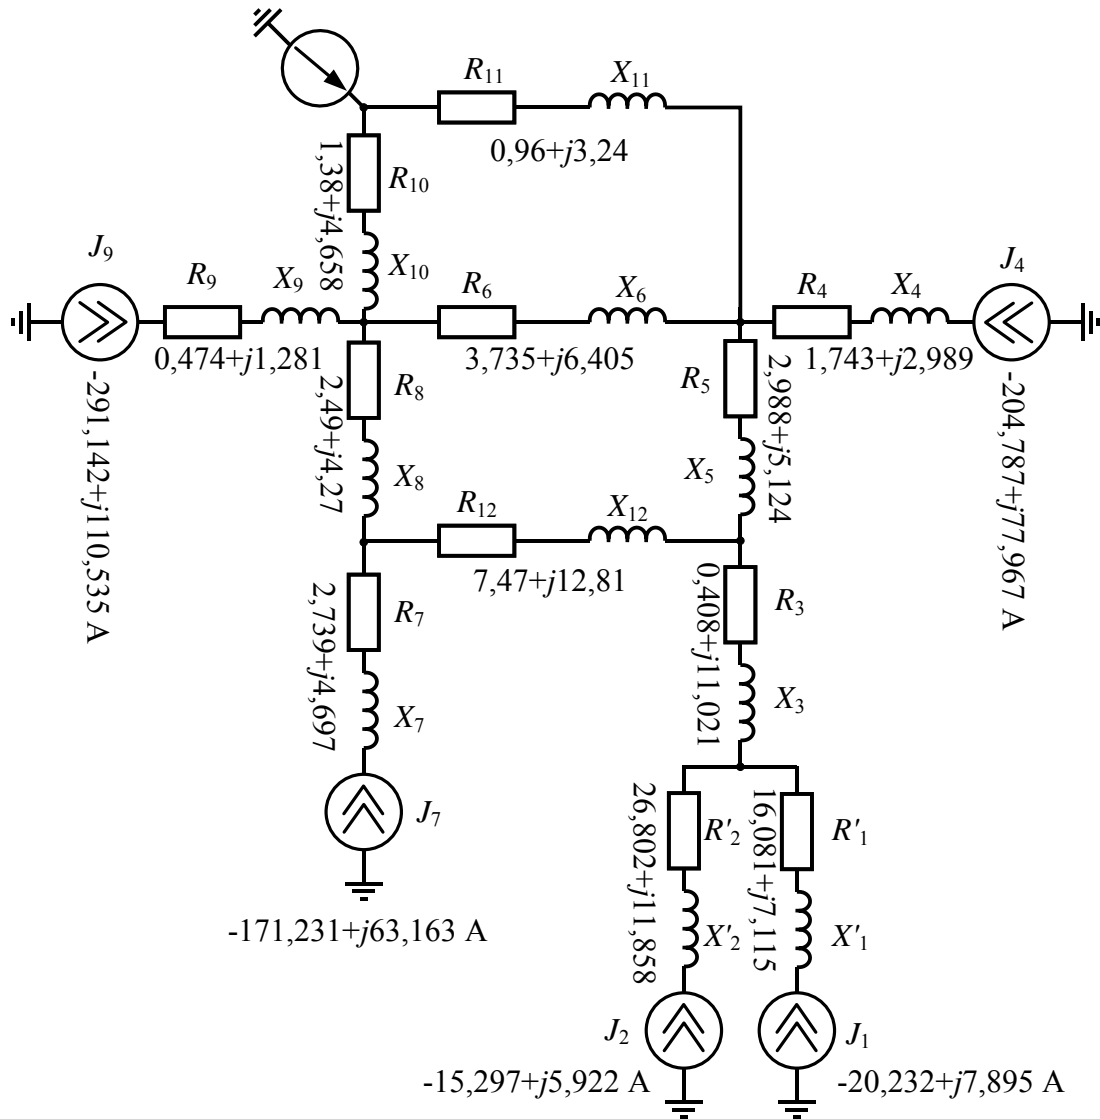 R11
X11
0,96+j3,24
1,38+j4,658
R10
X10
J9
R9
X9
R6
X6
R4
X4
J4
0,474+j1,281
3,735+j6,405
1,743+j2,989
-291,142+j110,535 A
2,49+j4,27
R8
X8
R5
2,988+j5,124
X5
-204,787+j77,967 A
R12
X12
7,47+j12,81
2,739+j4,697
R7
X7
0,408+j11,021
R3
X3
J7
-171,231+j63,163 A
26,802+j11,858
R'2
X'2
16,081+j7,115
R'1
X'1
J2
J1
-15,297+j5,922 A
-20,232+j7,895 A